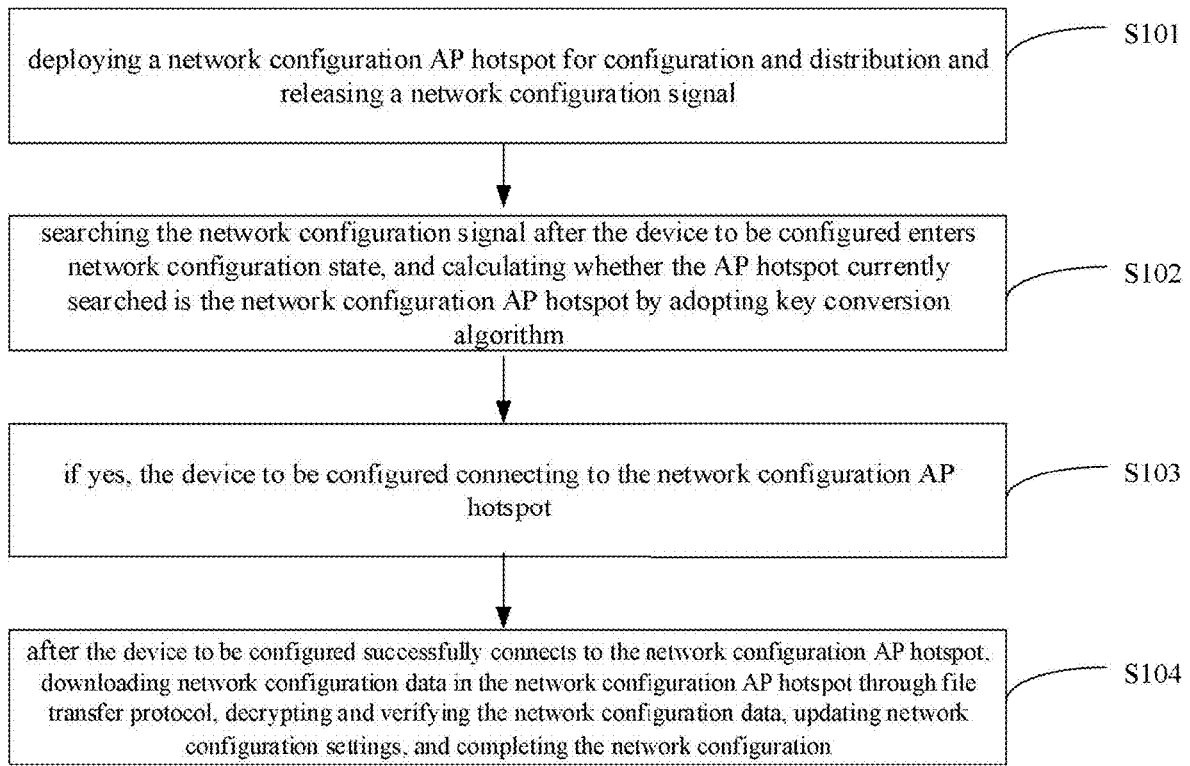 deploying a network configuration AP hotspot for configuration and distribution and
releasing a network configuration signal
S101
searching the network configuration signal after the device to be configured enters
network configuration state, and calculating whether the AP hotspot currently
searched is the network configuration AP hotspot by adopting key conversion
algorithm
S102
if yes, the device to be configured connecting to the network configuration AP
hotspot
S103
after the device to be configured successfully connects to the network configuration AP hotspot,
downloading network configuration data in the network configuration AP hotspot through file
transfer protocol, decrypting and verifying the network configuration data, updating network
configuration settings, and completing the network configuration
S104